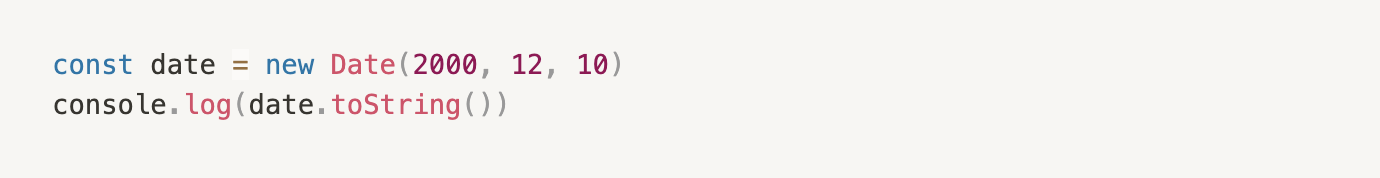 const date = new Date(2000, 12, 10)
console.log(date.toString())